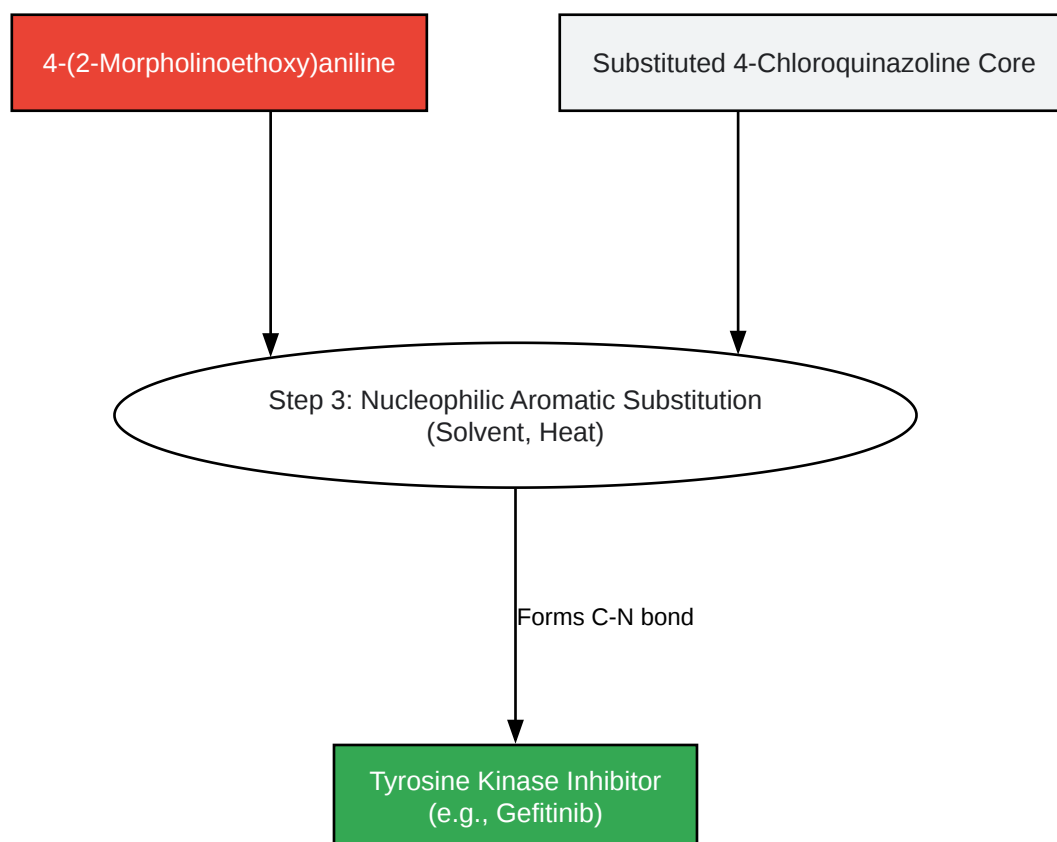 4-(2-Morpholinoethoxy)aniline
Substituted 4-Chloroquinazoline Core
Step 3: Nucleophilic Aromatic Substitution
(Solvent, Heat)
Forms C-N bond
Tyrosine Kinase Inhibitor
(e.g., Gefitinib)